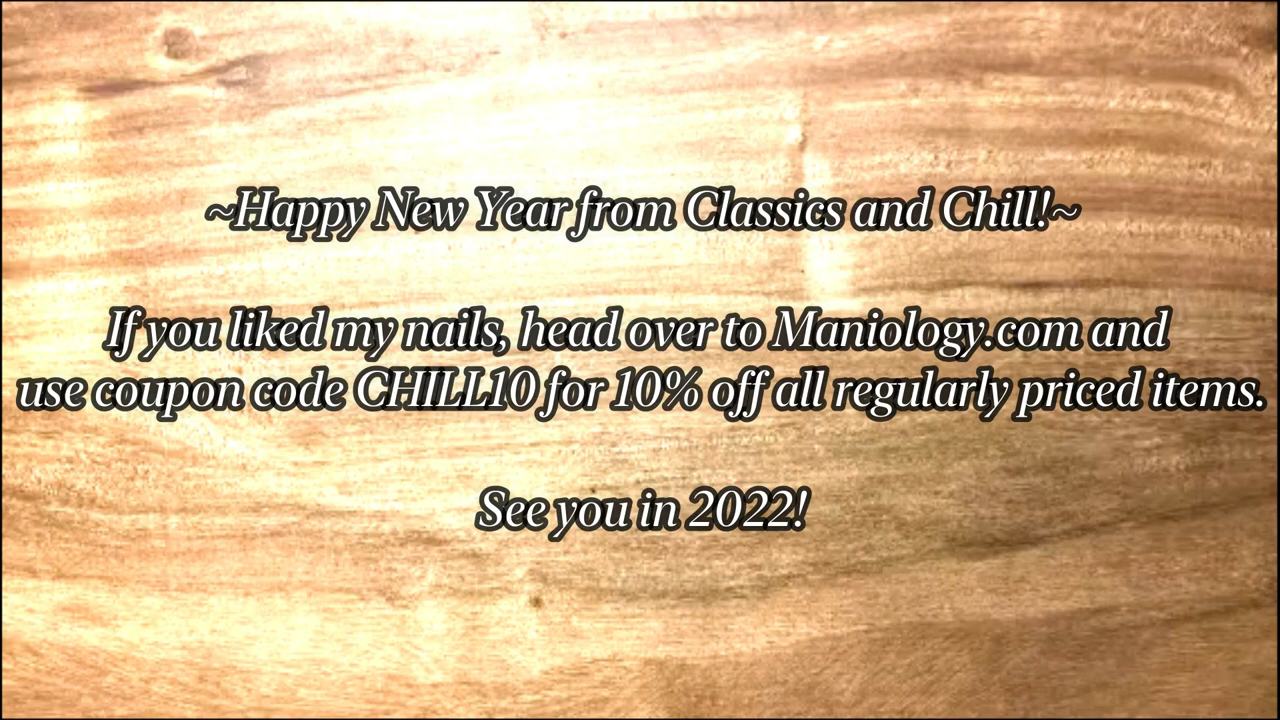 ~Happy New Year from Classics and Chill!~
If you liked my nails, head over to Maniology.com and
use coupon code CHILL10 for 10% off all regularly priced items.
See you in 2022!